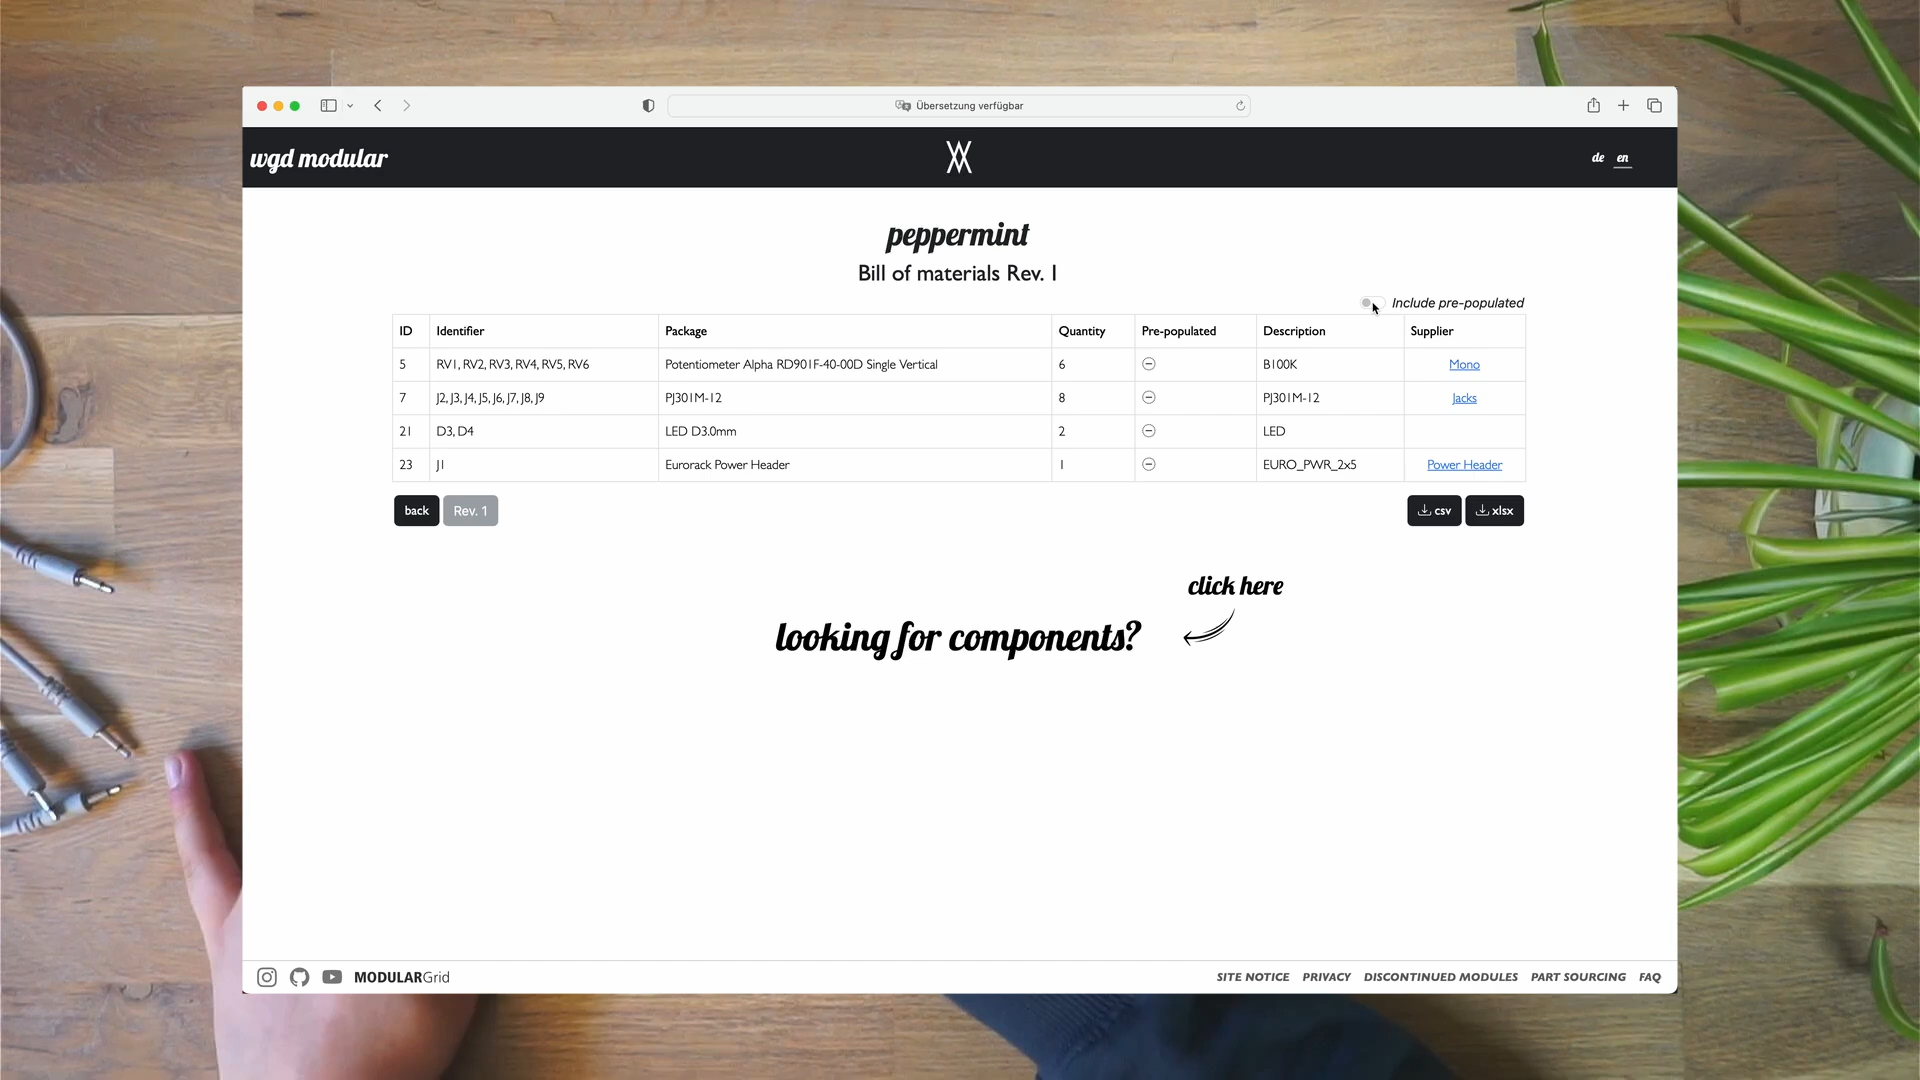 Übersetzung verfügbar
wgd modular
de en
peppermint
Bill of materials Rev. 1
Include pre-populated
ID Identifier Package Quantity Pre-populated Description Supplier
5 RV1, RV2, RV3, RV4, RV5, RV6 Potentiometer Alpha RD901F-40-00D Single Vertical 6 B100K Mono
7 J2, J3, J4, J5, J6, J7, J8, J9 PJ301M-12 8 PJ301M-12 Jacks
21 D3, D4 LED D3.0mm 2 LED
23 J1 Eurorack Power Header 1 EURO_PWR_2x5 Power Header
back Rev. 1 csv xlsx
click here
looking for components?
MODULARGrid SITE NOTICE PRIVACY DISCONTINUED MODULES PART SOURCING FAQ